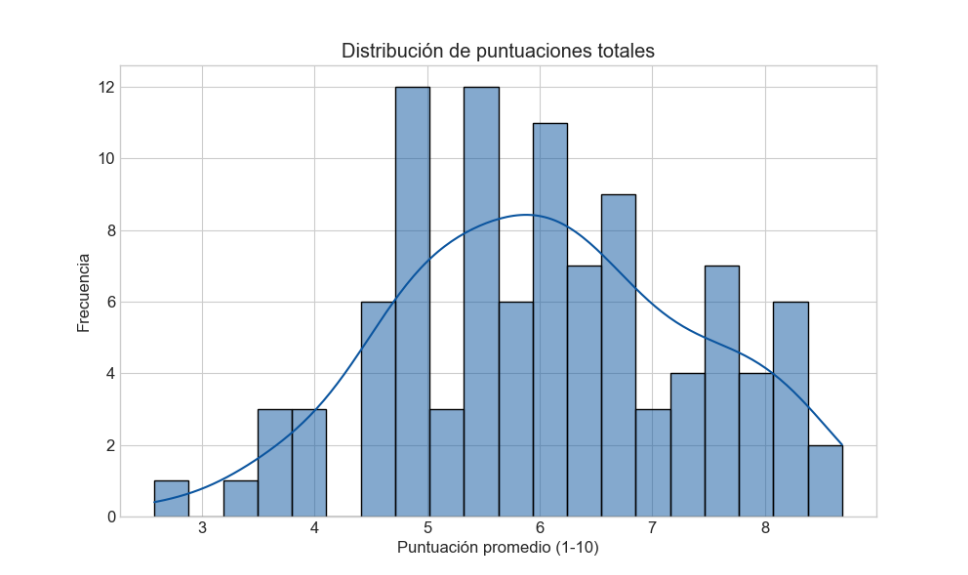 Distribución de puntuaciones totales
12
10
8
6
4
2
0
Frecuencia
3 4 5 6 7 8
Puntuación promedio (1-10)